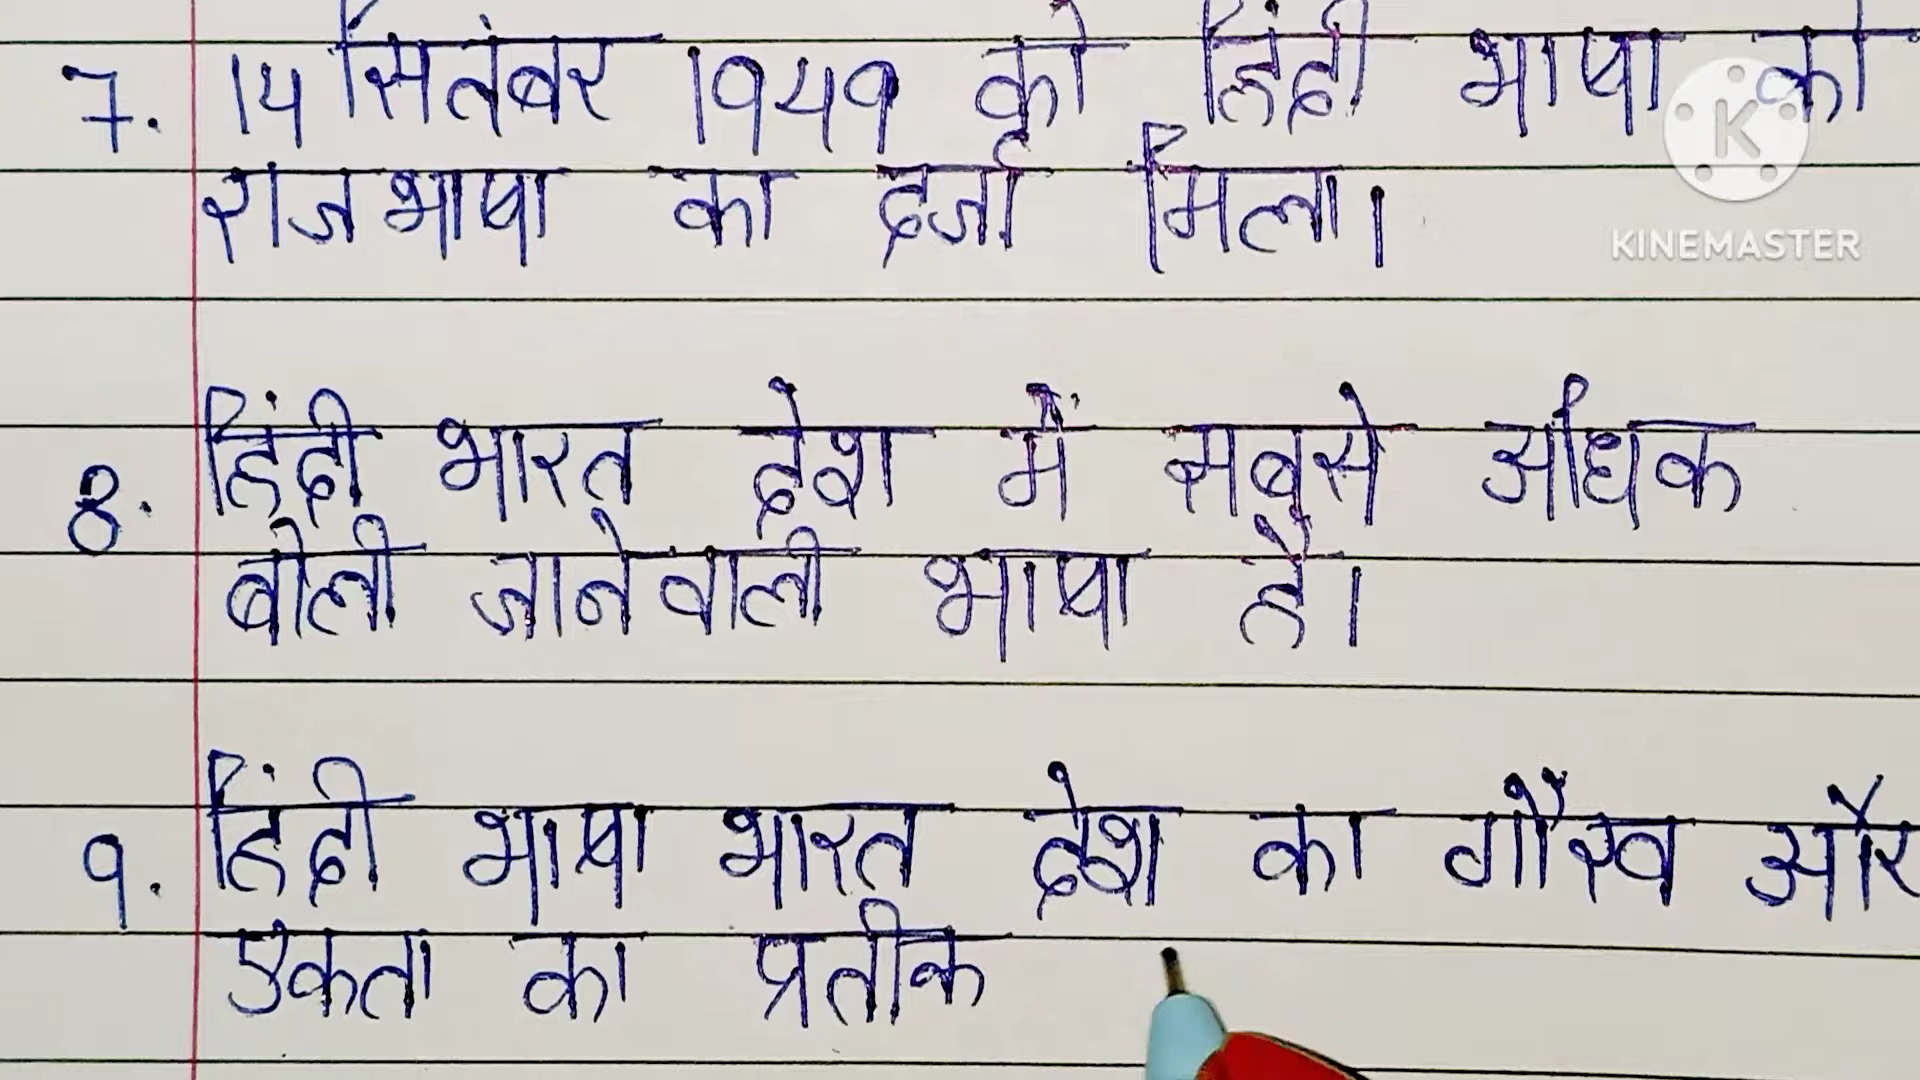 7. 14 सितंबर 1949 को हिंदी भाषा को
राजभाषा का दर्जा मिला।
8. हिंदी भारत देश में सबसे अधिक
बोली जानेवाली भाषा है।
9. हिंदी भाषा भारत देश का गौरव और
एकता का प्रतीक
K
KINEMASTER